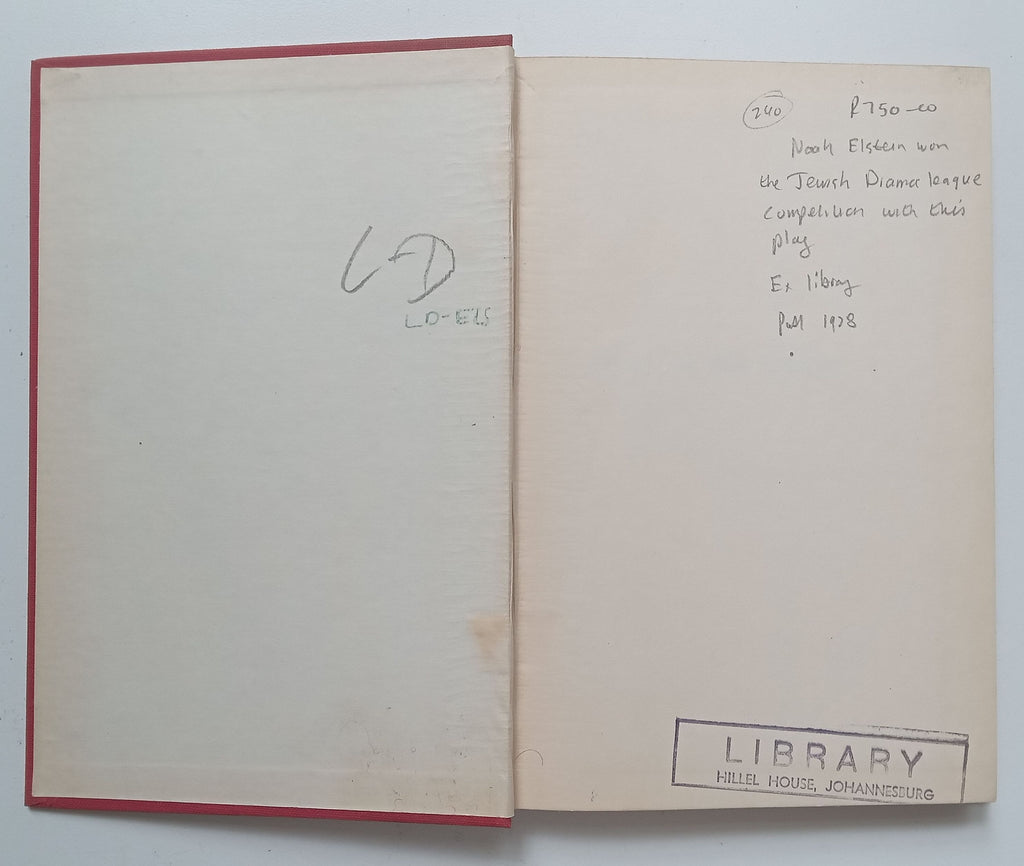 L-D
LD-ELS
240 R750-00
Noah Elstein won
the Jewish Drama league
competition with this
play
Ex library
Publ 1928
LIBRARY
HILLEL HOUSE, JOHANNESBURG